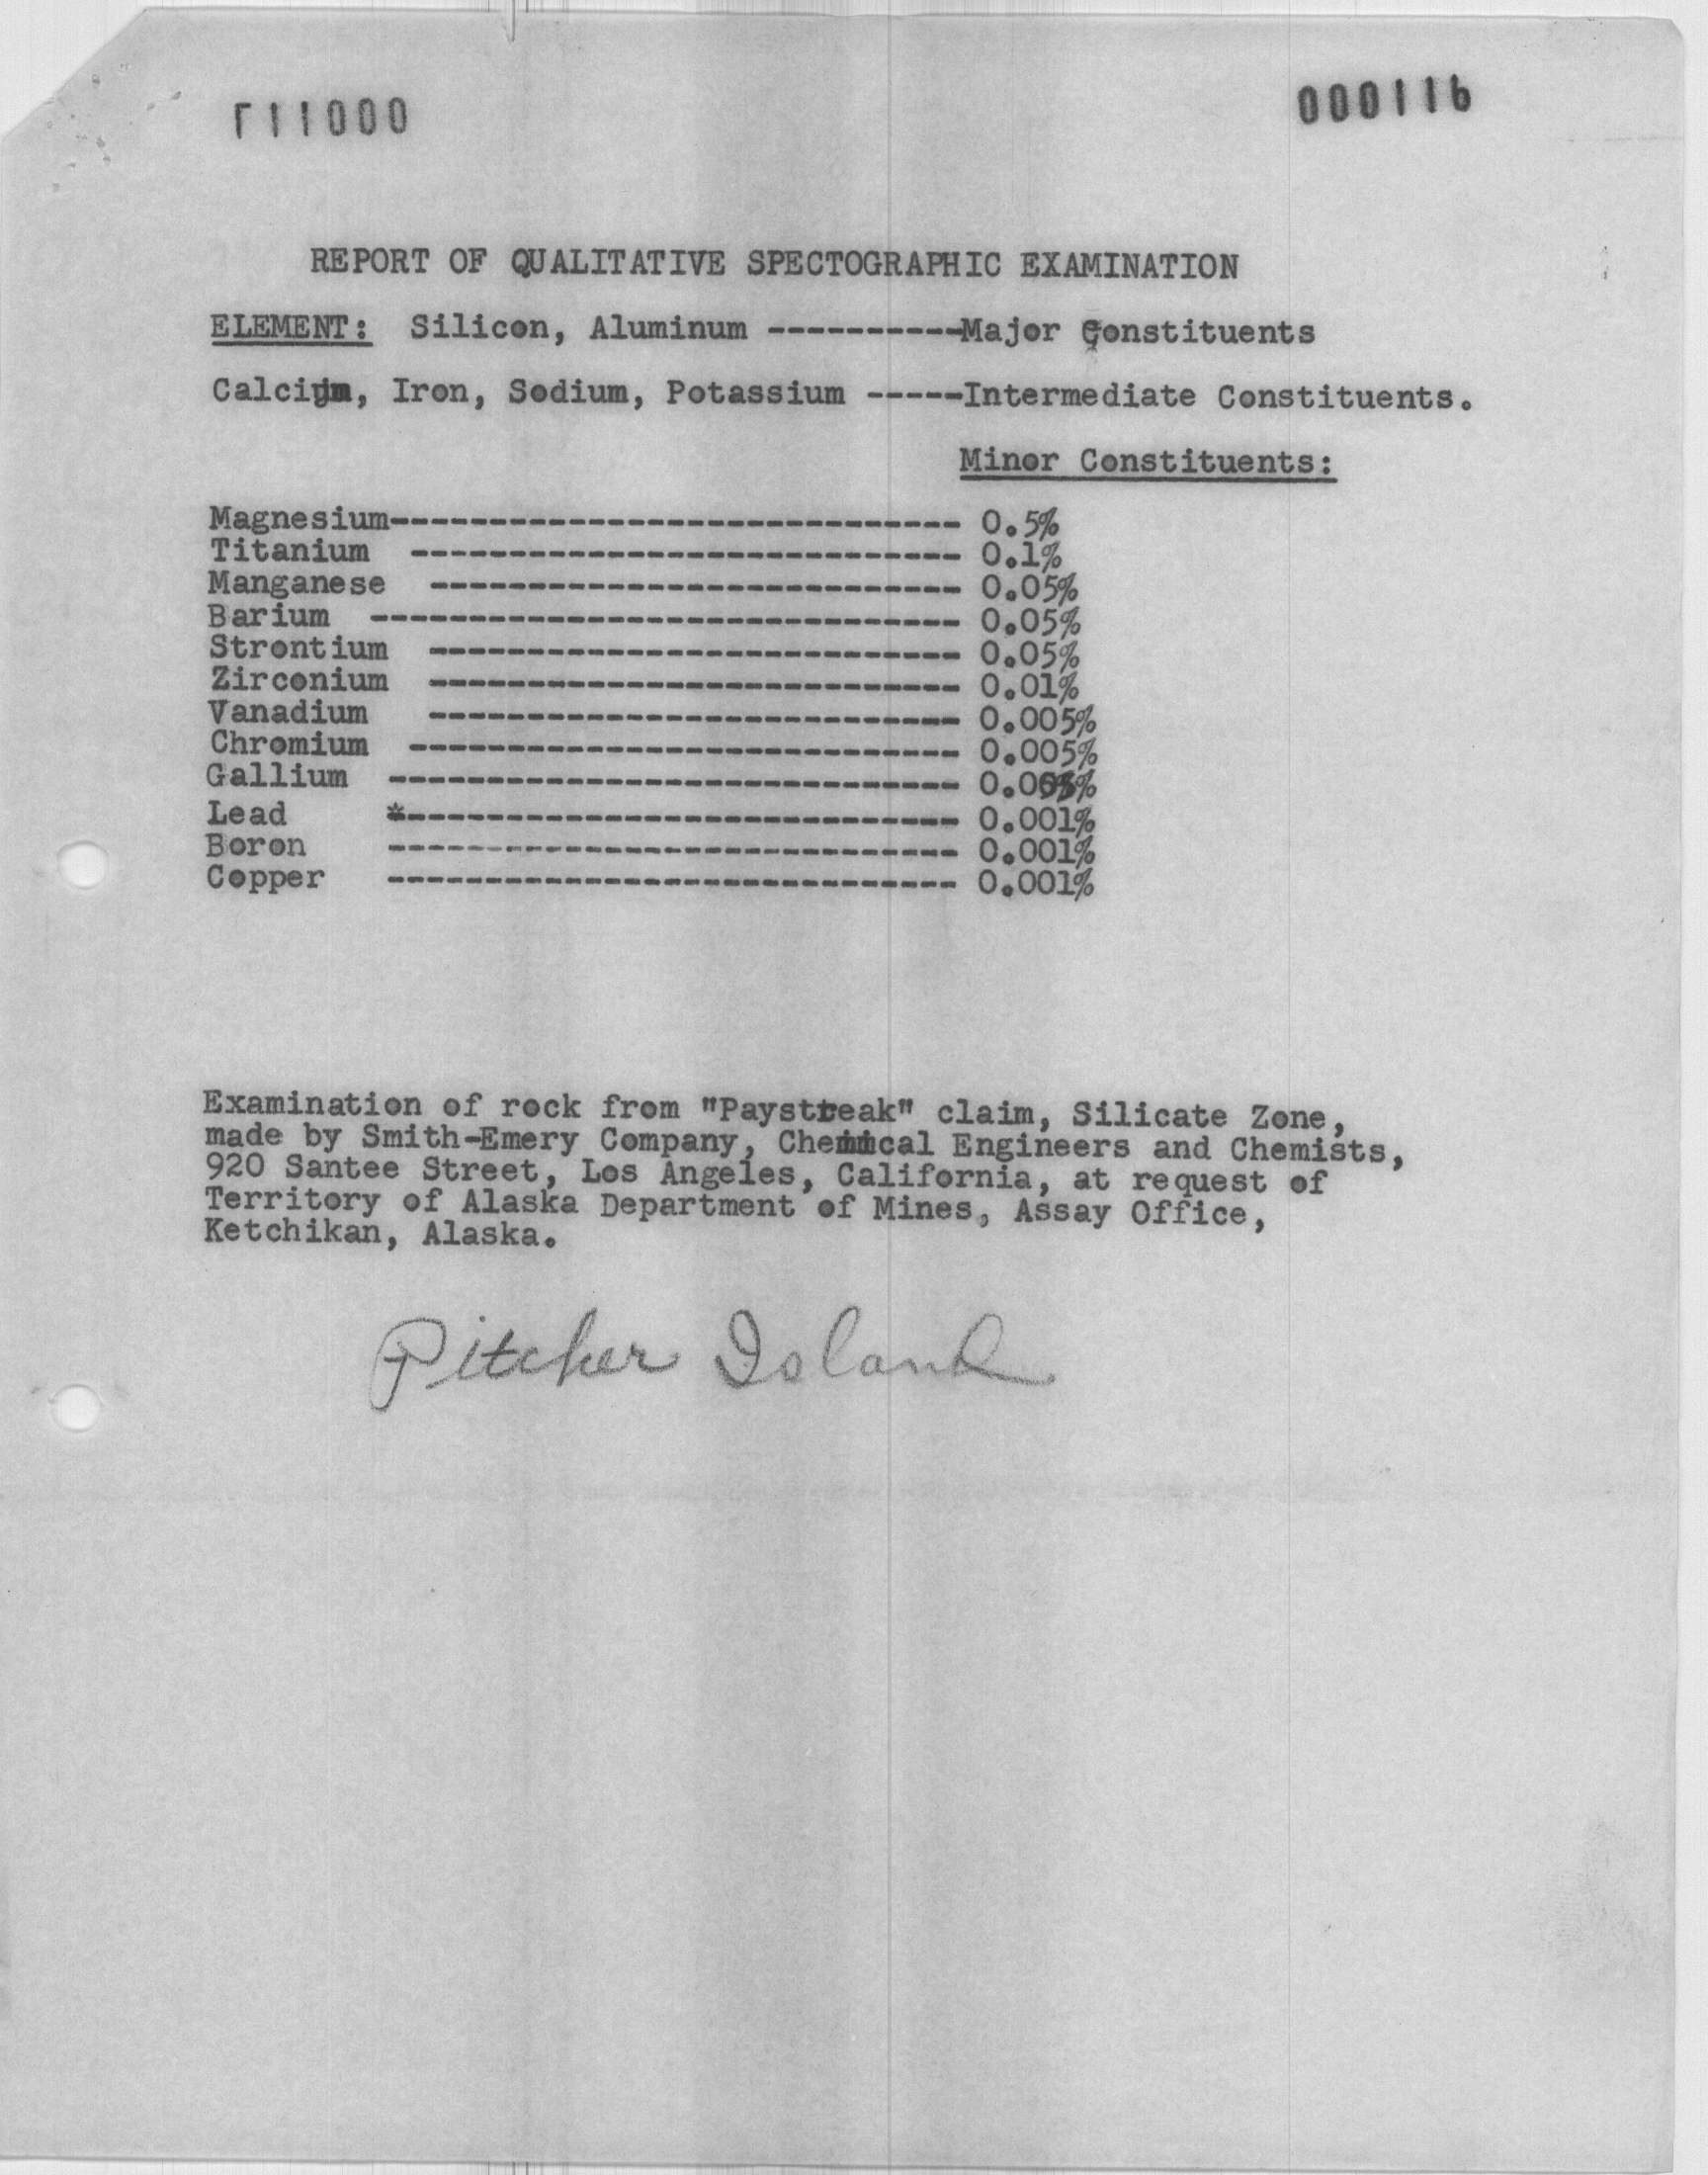 000116
REPORT OF QUALITATIVE SPECTOGRAPHIC EXAMINATION
ELEMENT: Silicon, Aluminum ----------Major Constituents
Calcium, Iron, Sodium, Potassium -----Intermediate Constituents.
Minor Constituents:
Magnesium----------------------------- 0.5%
Titanium ---------------------------- 0.1%
Manganese --------------------------- 0.05%
Barium ------------------------------ 0.05%
Strontium --------------------------- 0.05%
Zirconium --------------------------- 0.01%
Vanadium --------------------------- 0.005%
Chromium ---------------------------- 0.005%
Gallium -----------------------------
Lead *---------------------------- 0.001%
Boron ----------------------------- 0.001%
Copper ----------------------------- 0.001%
Examination of rock from "Paystreak" claim, Silicate Zone,
made by Smith-Emery Company, Chemical Engineers and Chemists,
920 Santee Street, Los Angeles, California, at request of
Territory of Alaska Department of Mines, Assay Office,
Ketchikan, Alaska.
Pitcher Island